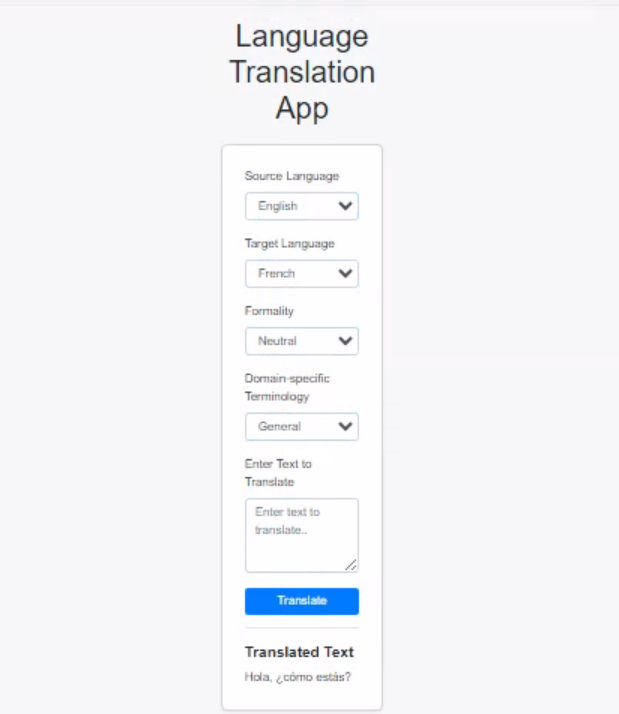 Language
Translation
App
Source Language
English
Target Language
French
Formality
Neutral
Domain-specific
Terminology
General
Enter Text to
Translate
Enter text to
translate..
Translate
Translated Text
Hola, ¿cómo estás?